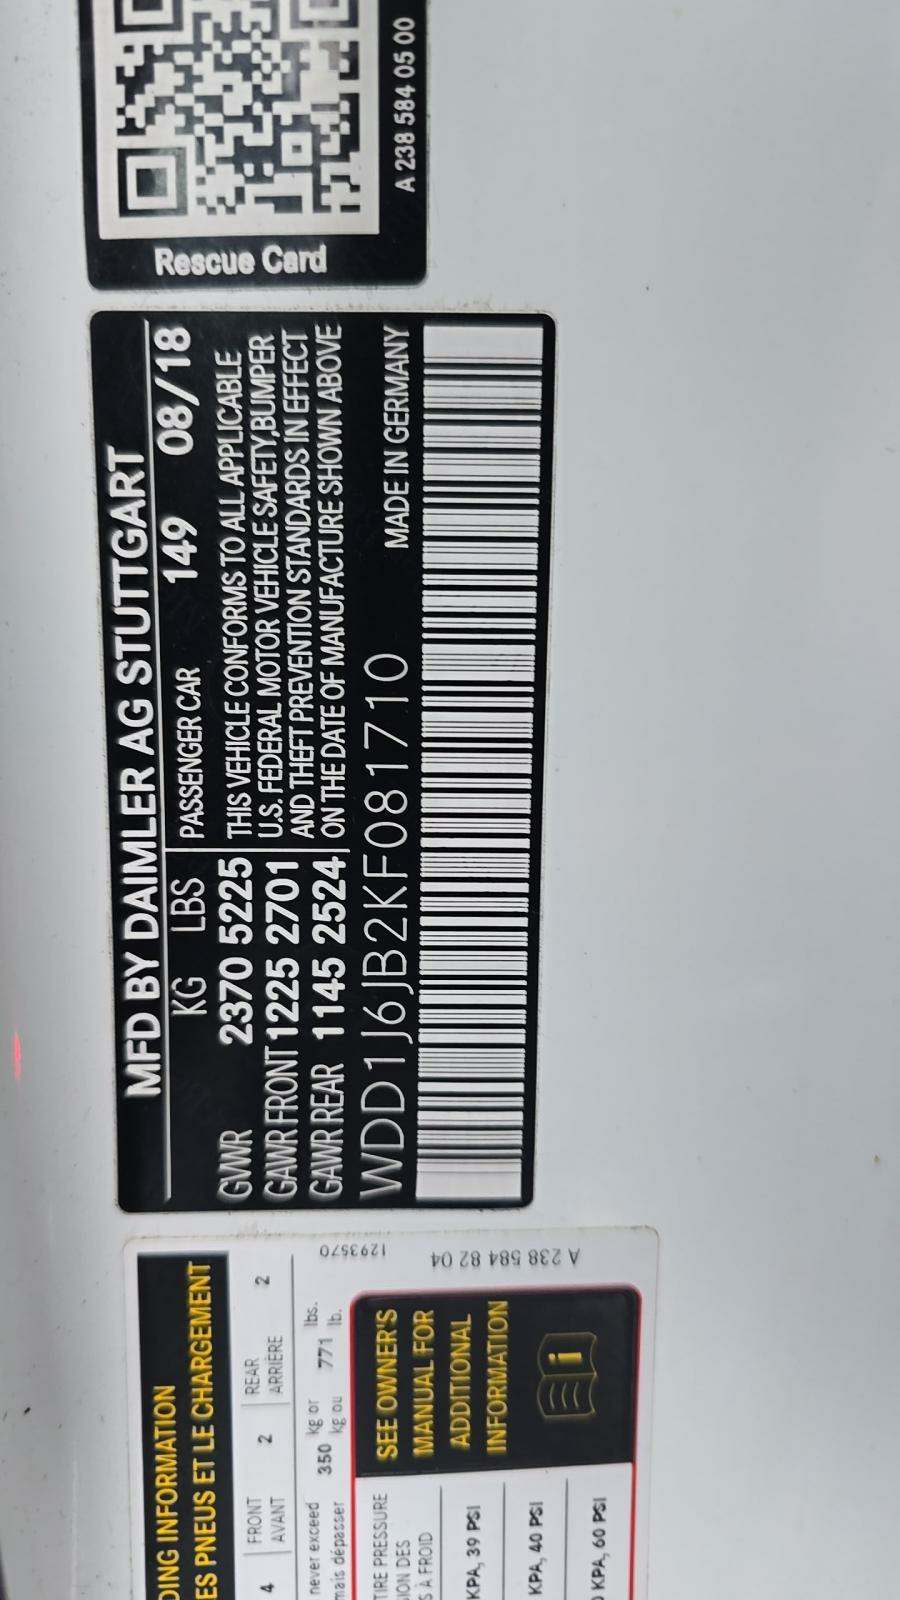 A 238 584 05 00
Rescue Card
MFD BY DAIMLER AG STUTTGART
KG LBS PASSENGER CAR 149 08/18
GVWR 2370 5225 THIS VEHICLE CONFORMS TO ALL APPLICABLE
GAWR FRONT 1225 2701 U.S. FEDERAL MOTOR VEHICLE SAFETY,BUMPER
GAWR REAR 1145 2524 AND THEFT PREVENTION STANDARDS IN EFFECT
ON THE DATE OF MANUFACTURE SHOWN ABOVE
WDD1J6JB2KF081710 MADE IN GERMANY
DING INFORMATION
ES PNEUS ET LE CHARGEMENT
4 FRONT 2 REAR 2
AVANT ARRIÈRE
never exceed 350 kg or 771 lbs.
mais dépasser kg ou lb.
1293570
A 238 584 82 04
TIRE PRESSURE
ION DES
S À FROID
KPA, 39 PSI
KPA, 40 PSI
0 KPA, 60 PSI
SEE OWNER'S
MANUAL FOR
ADDITIONAL
INFORMATION
i